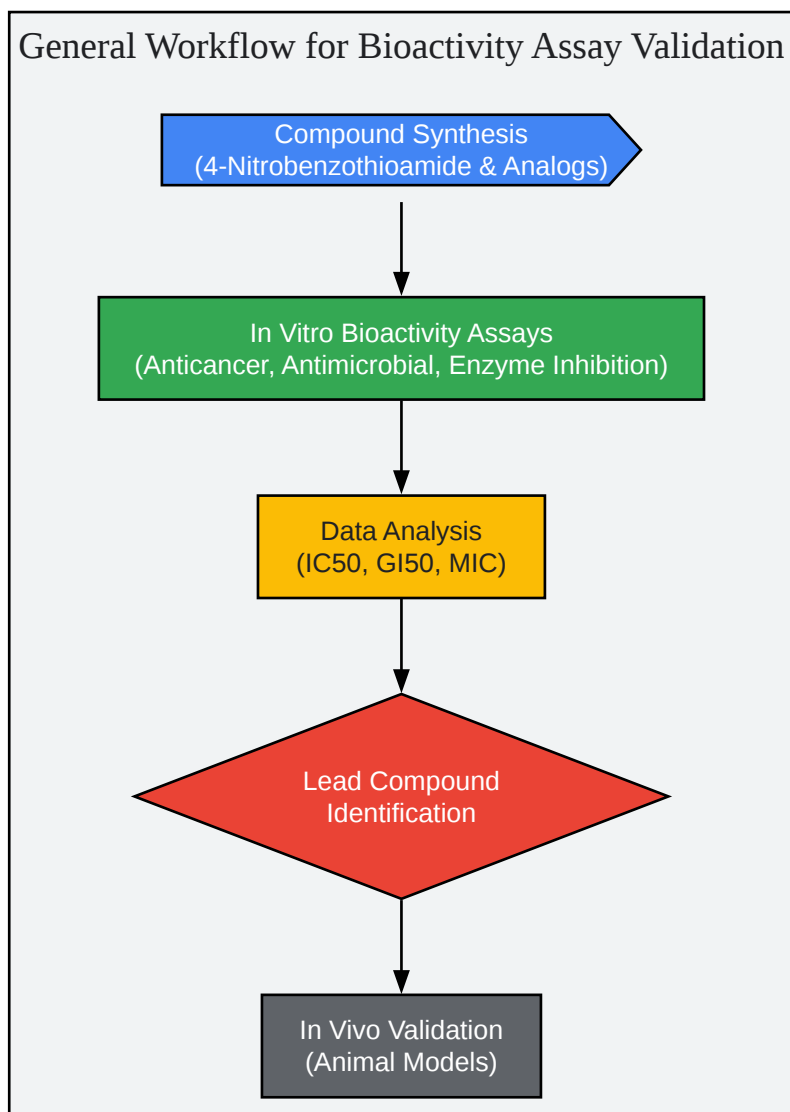 General Workflow for Bioactivity Assay Validation
Compound Synthesis
(4-Nitrobenzothioamide & Analogs)
In Vitro Bioactivity Assays
(Anticancer, Antimicrobial, Enzyme Inhibition)
Data Analysis
(IC50, GI50, MIC)
Lead Compound
Identification
In Vivo Validation
(Animal Models)